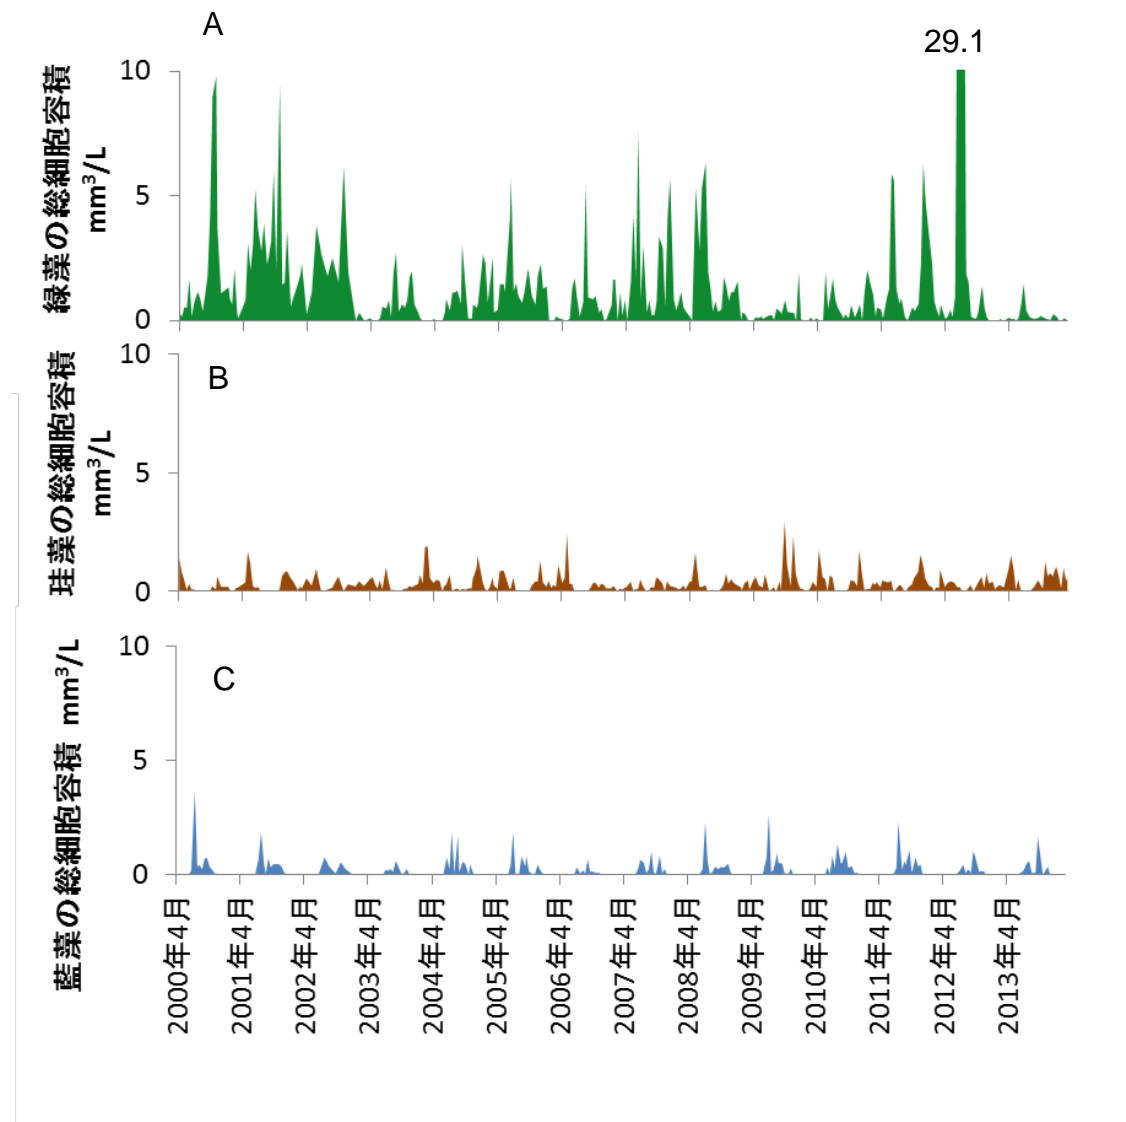 A
29.1
緑藻の総細胞容積
mm³/L
10
5
0
B
珪藻の総細胞容積
mm³/L
10
5
0
C
藍藻の総細胞容積 mm³/L
10
5
0
2000年4月
2001年4月
2002年4月
2003年4月
2004年4月
2005年4月
2006年4月
2007年4月
2008年4月
2009年4月
2010年4月
2011年4月
2012年4月
2013年4月